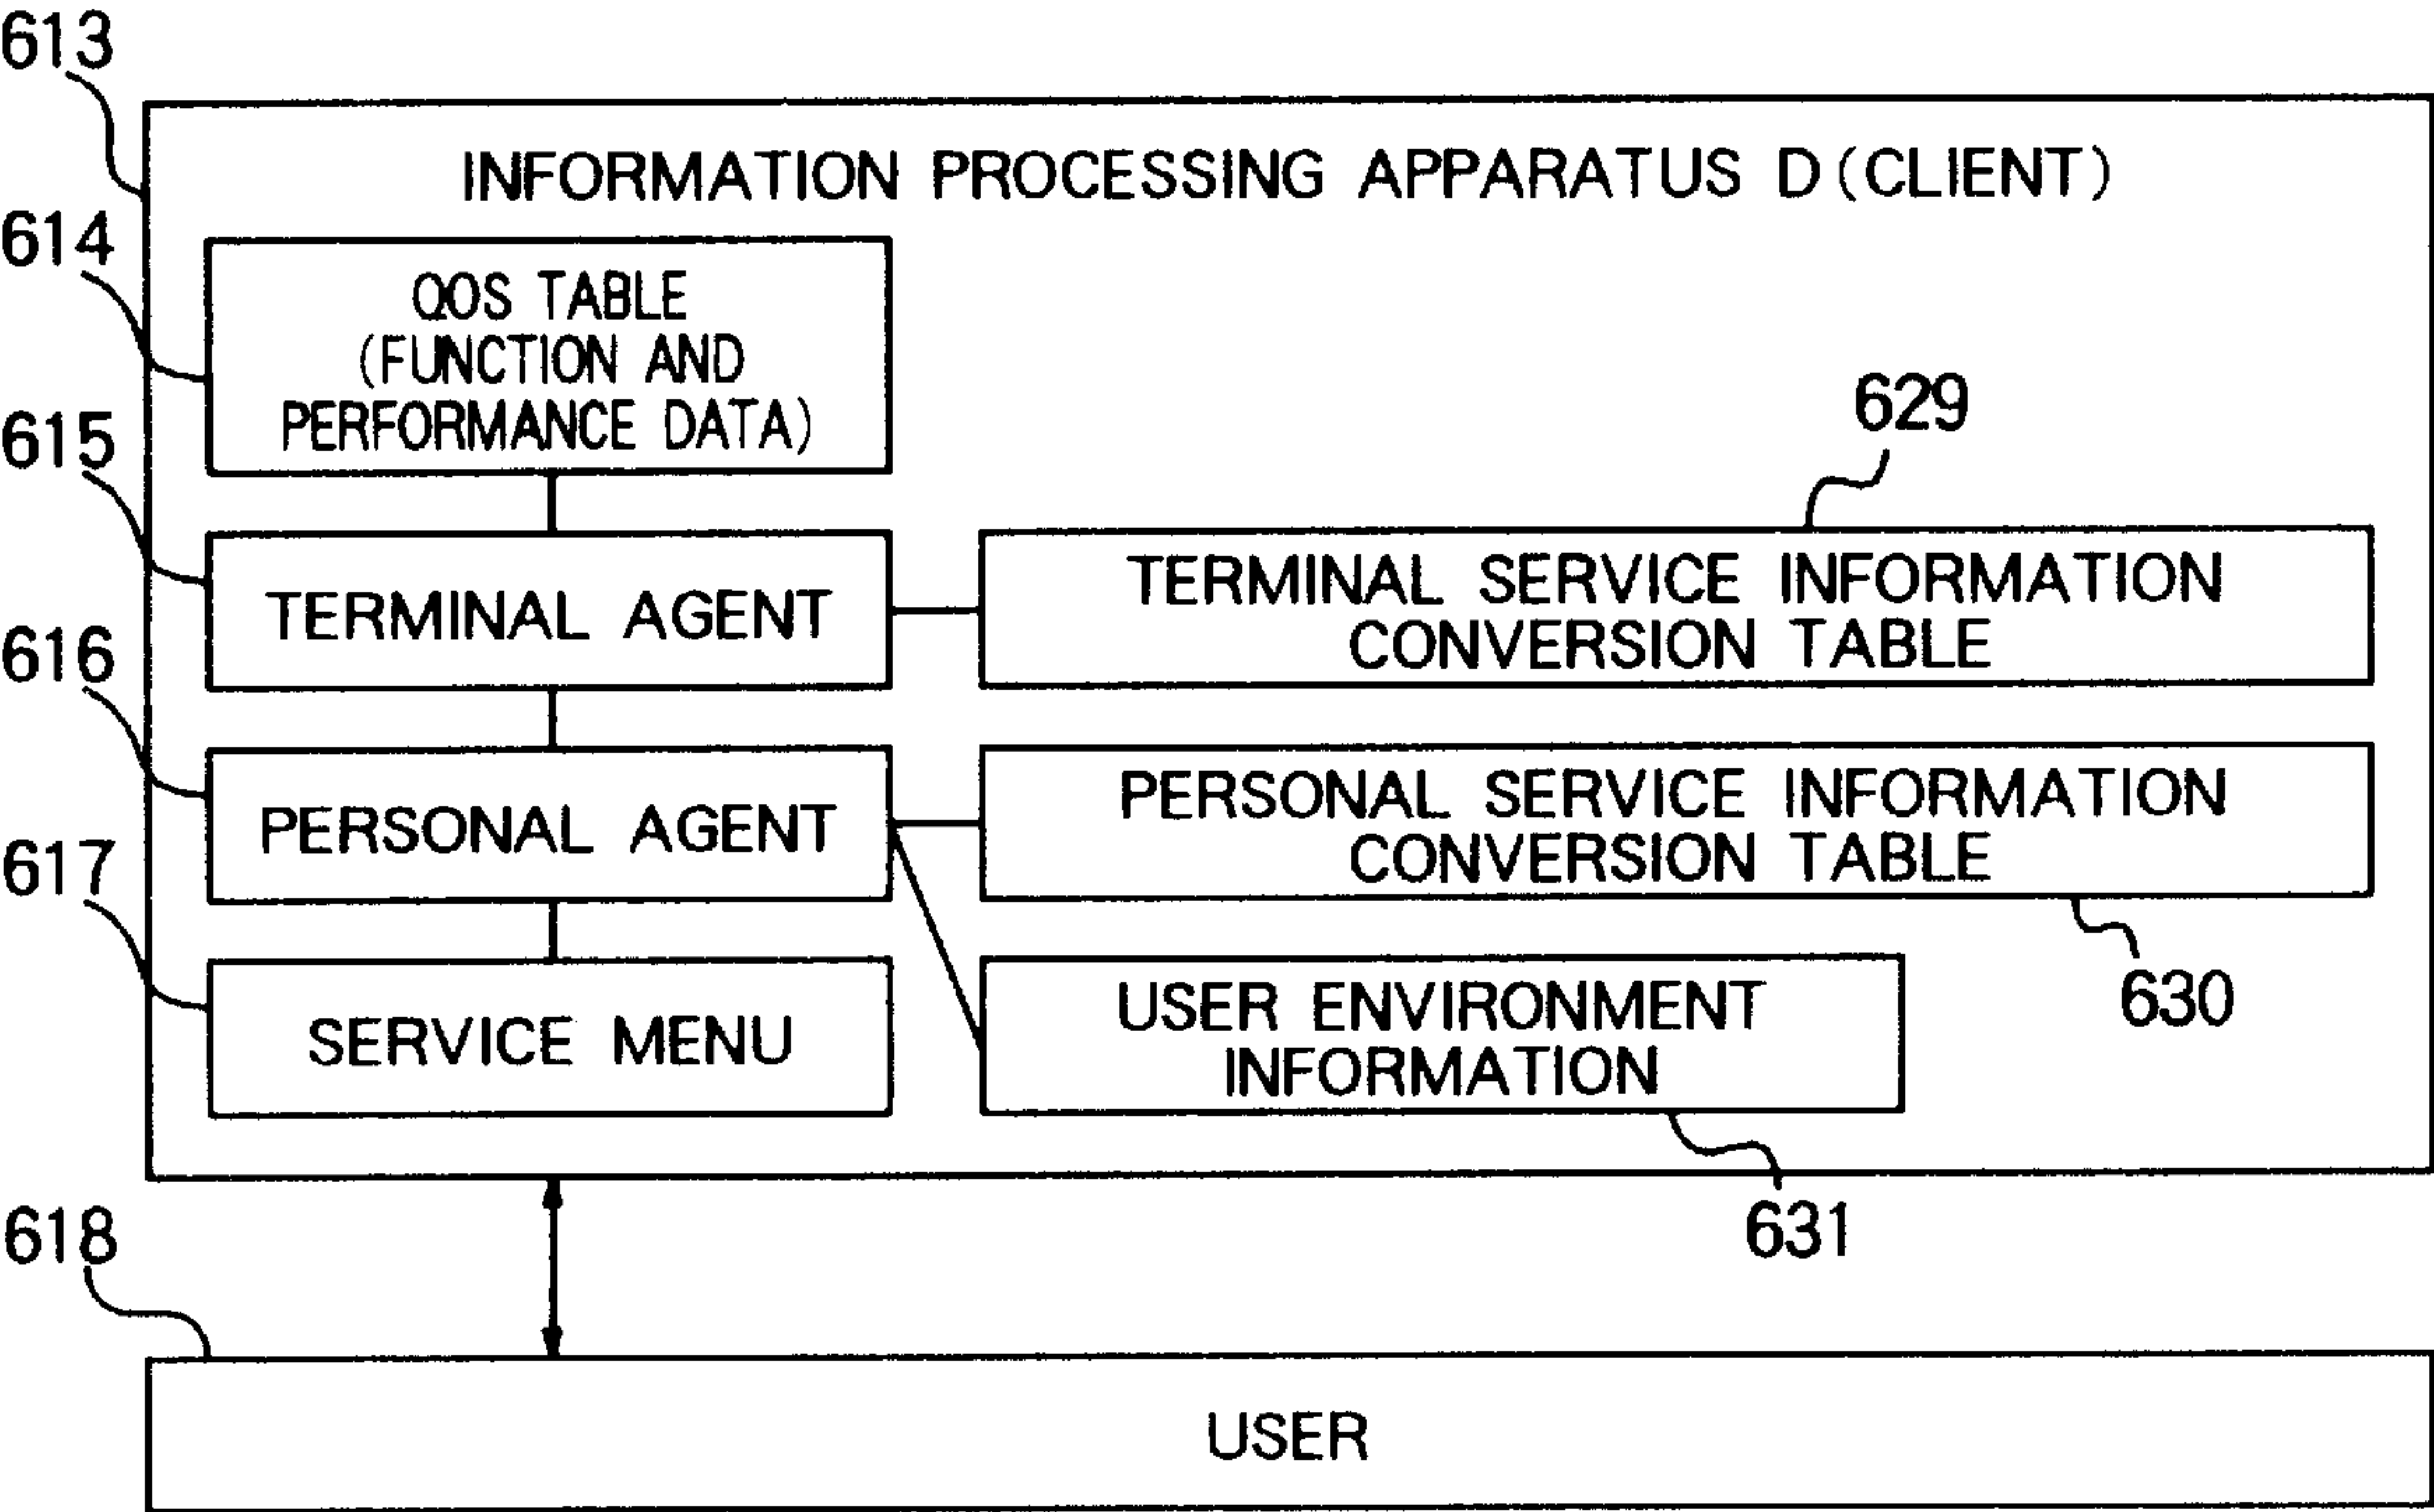 613
INFORMATION PROCESSING APPARATUS D (CLIENT)
614
QOS TABLE
(FUNCTION AND
PERFORMANCE DATA)
615
629
TERMINAL AGENT
TERMINAL SERVICE INFORMATION
CONVERSION TABLE
616
PERSONAL AGENT
PERSONAL SERVICE INFORMATION
CONVERSION TABLE
617
630
SERVICE MENU
USER ENVIRONMENT
INFORMATION
631
618
USER